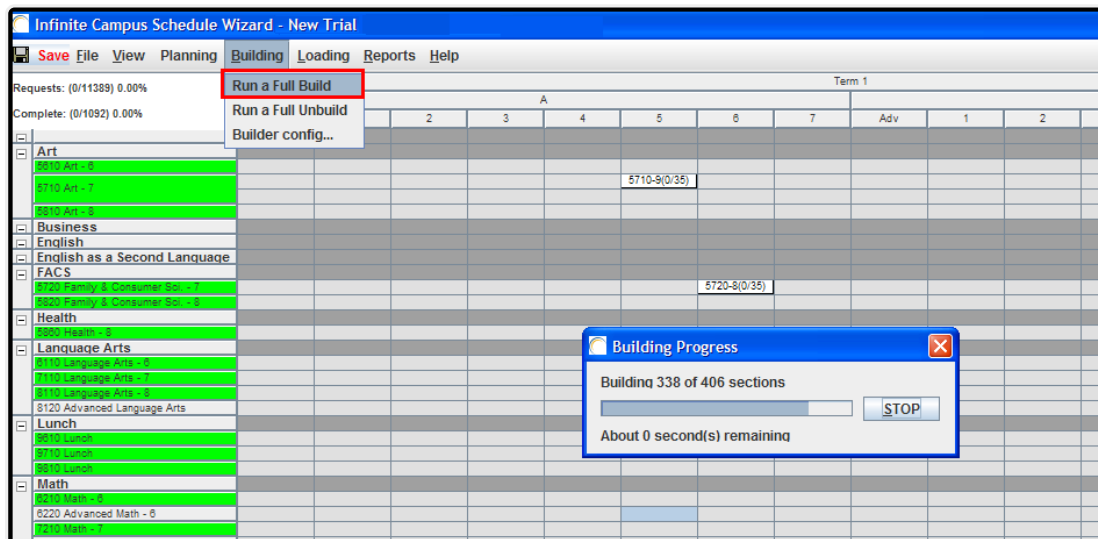 Infinite Campus Schedule Wizard - New Trial
Save File View Planning Building Loading Reports Help
Requests: (0/11389) 0.00%
Complete: (0/1092) 0.00%
Run a Full Build
Run a Full Unbuild
Builder config...
Term 1
A
2 3 4 5 6 7 Adv 1 2
Art
5610 Art - 6
5710 Art - 7
5710-9(0/35)
5810 Art - 8
Business
English
English as a Second Language
FACS
5720 Family & Consumer Sci. - 7
5720-8(0/35)
5820 Family & Consumer Sci. - 8
Health
5860 Health - 8
Language Arts
6110 Language Arts - 6
7110 Language Arts - 7
8110 Language Arts - 8
8120 Advanced Language Arts
Lunch
9610 Lunch
9710 Lunch
9810 Lunch
Math
6210 Math - 6
6220 Advanced Math - 6
7210 Math - 7
Building Progress
Building 338 of 406 sections
STOP
About 0 second(s) remaining